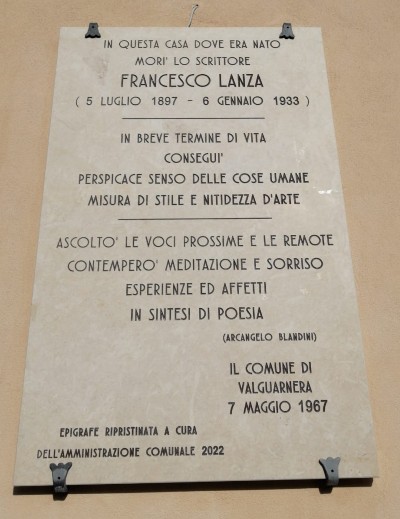 IN QUESTA CASA DOVE ERA NATO
MORI' LO SCRITTORE
FRANCESCO LANZA
( 5 LUGLIO 1897 - 6 GENNAIO 1933 )
IN BREVE TERMINE DI VITA
CONSEGUI'
PERSPICACE SENSO DELLE COSE UMANE
MISURA DI STILE E NITIDEZZA D'ARTE
ASCOLTO' LE VOCI PROSSIME E LE REMOTE
CONTEMPERO' MEDITAZIONE E SORRISO
ESPERIENZE ED AFFETTI
IN SINTESI DI POESIA
(ARCANGELO BLANDINI)
IL COMUNE DI
VALGUARNERA
7 MAGGIO 1967
EPIGRAFE RIPRISTINATA A CURA
DELL'AMMINISTRAZIONE COMUNALE 2022